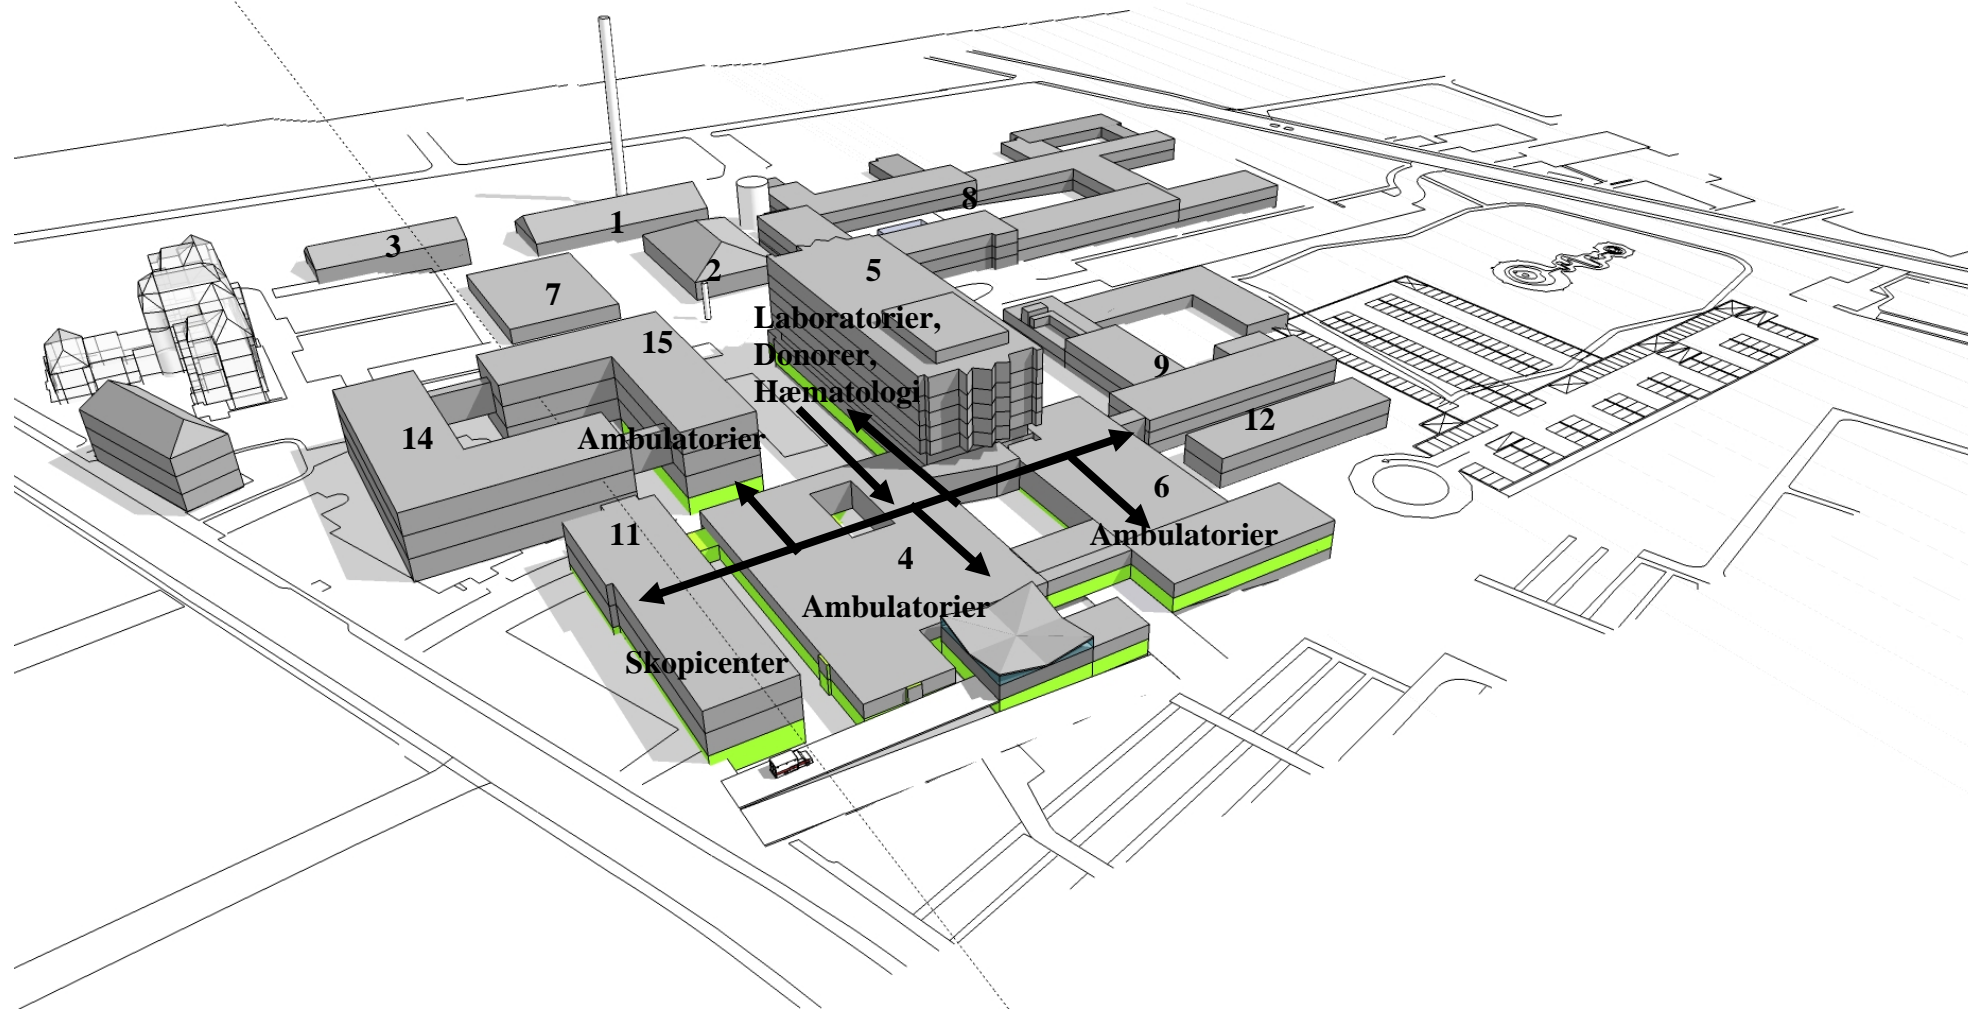 8
1
3
5
2
7
Laboratorier,
Donorer,
Hæmatologi
15
9
12
14
Ambulatorier
6
11
Ambulatorier
4
Ambulatorier
Skopicenter